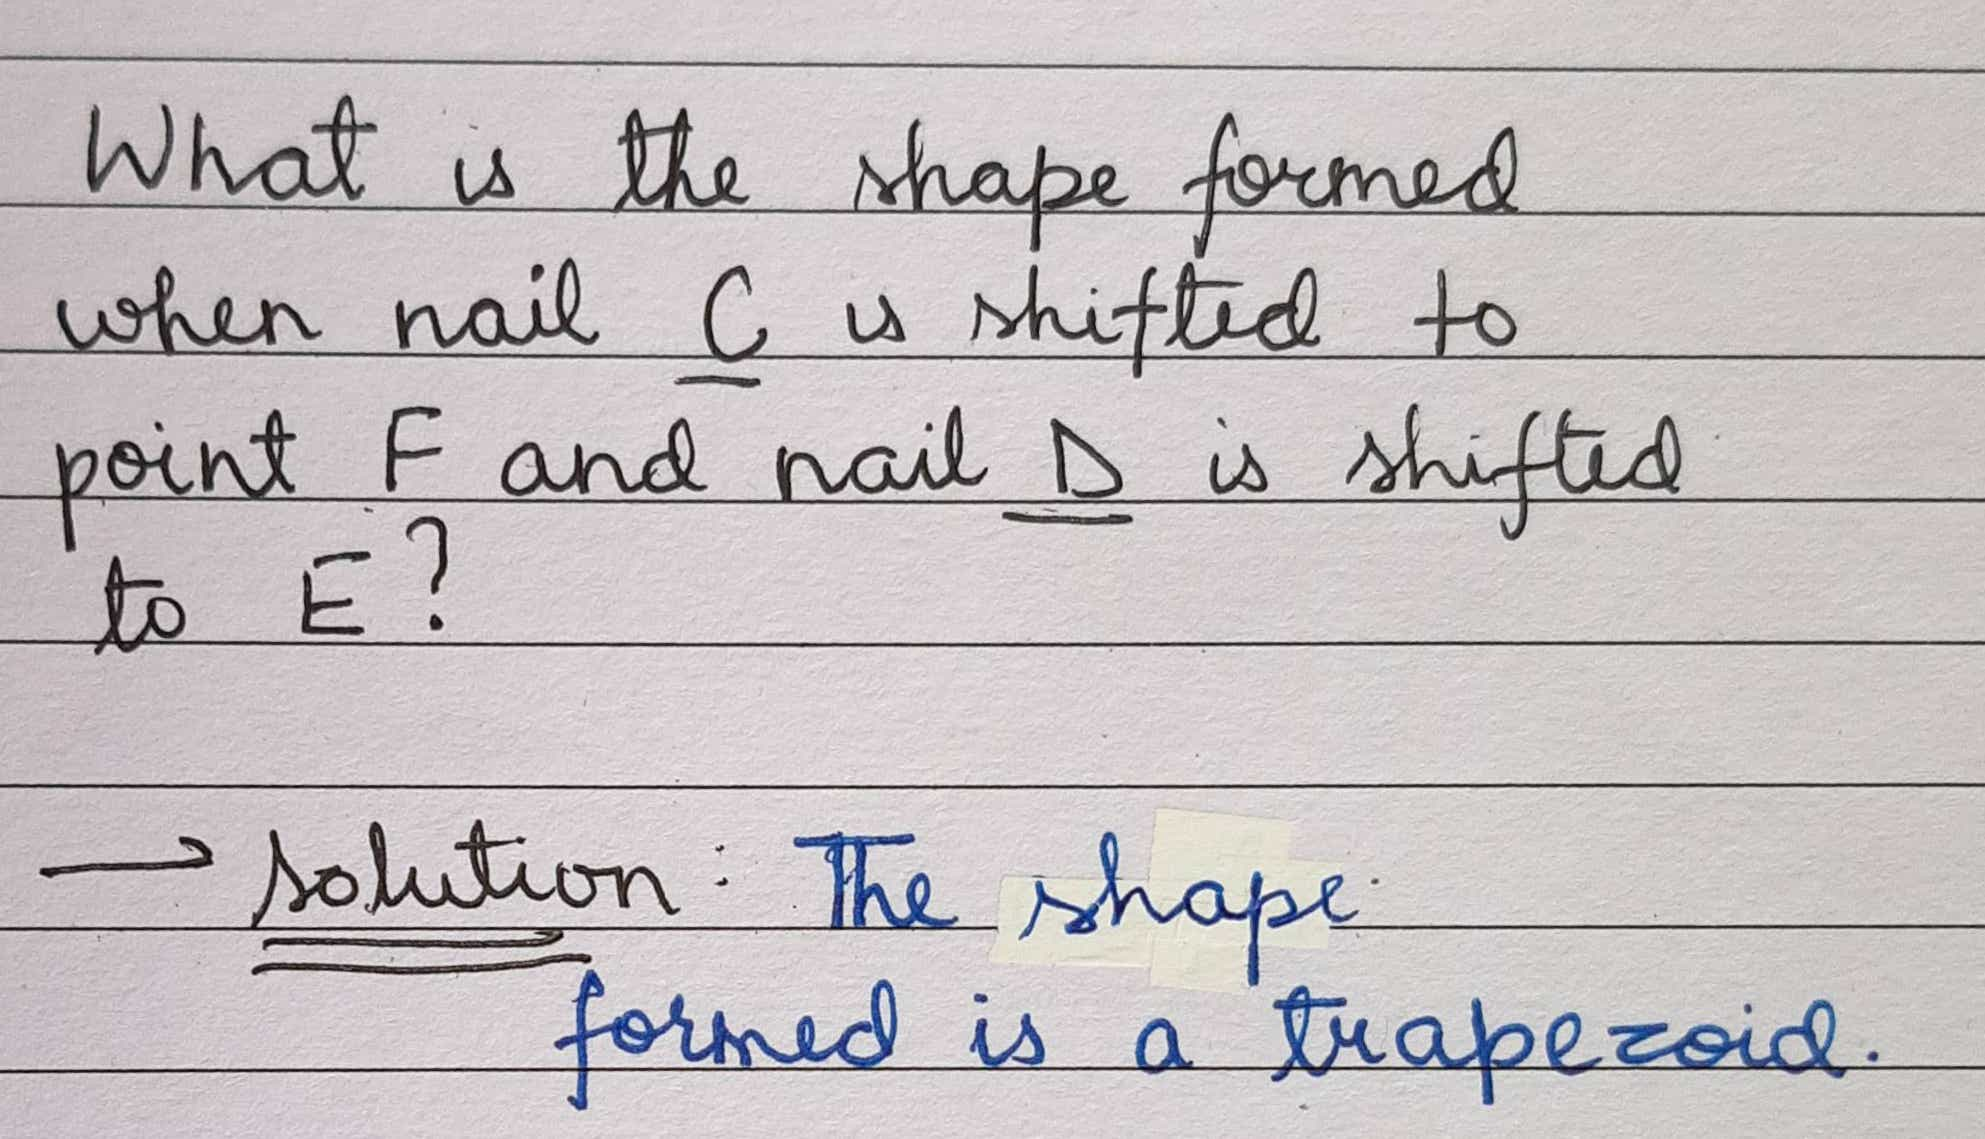 What is the shape formed
when nail C is shifted to
point F and nail D is shifted
to E?
→ solution: The shape
formed is a trapezoid.